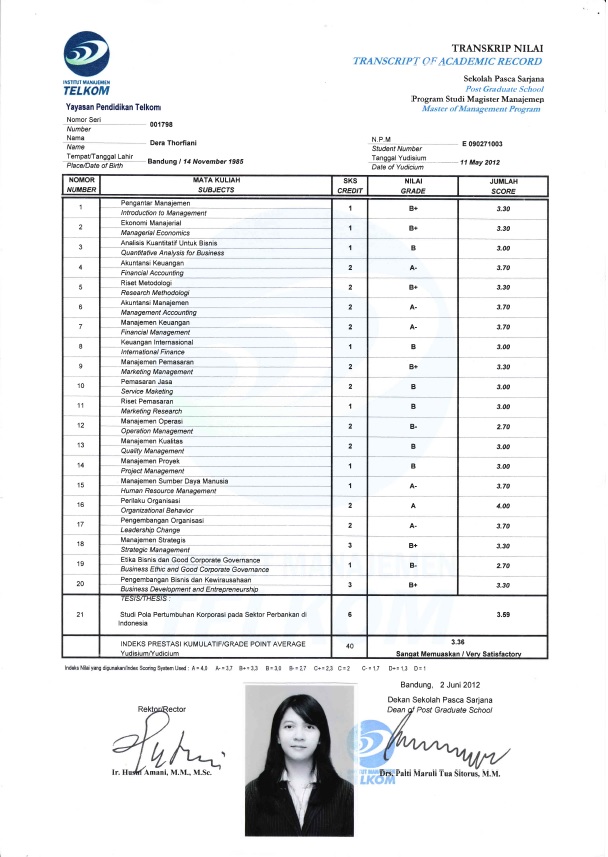 INSTITUT MANAJEMEN
TELKOM
Yayasan Pendidikan Telkom
TRANSKRIP NILAI
TRANSCRIPT OF ACADEMIC RECORD
Sekolah Pasca Sarjana
Post Graduate School
Program Studi Magister Manajemen
Master of Management Program
Nomor Seri
Number
001798
Nama
Name
Dera Thorfiani
Tempat/Tanggal Lahir
Place/Date of Birth
Bandung / 14 November 1985
N.P.M
Student Number
E 090271003
Tanggal Yudisium
Date of Yudicium
11 May 2012
NOMOR MATA KULIAH SKS NILAI JUMLAH
NUMBER SUBJECTS CREDIT GRADE SCORE
1 Pengantar Manajemen 1 B+ 3.30
Introduction to Management
2 Ekonomi Manajerial 1 B+ 3.30
Managerial Economics
3 Analisis Kuantitatif Untuk Bisnis 1 B 3.00
Quantitative Analysis for Business
4 Akuntansi Keuangan 2 A- 3.70
Financial Accounting
5 Riset Metodologi 2 B+ 3.30
Research Methodologi
6 Akuntansi Manajemen 2 A- 3.70
Management Accounting
7 Manajemen Keuangan 2 A- 3.70
Financial Management
8 Keuangan Internasional 1 B 3.00
International Finance
9 Manajemen Pemasaran 2 B+ 3.30
Marketing Management
10 Pemasaran Jasa 2 B 3.00
Service Maketing
11 Riset Pemasaran 1 B 3.00
Marketing Research
12 Manajemen Operasi 2 B- 2.70
Operation Management
13 Manajemen Kualitas 2 B 3.00
Quality Management
14 Manajemen Proyek 1 B 3.00
Project Management
15 Manajemen Sumber Daya Manusia 1 A- 3.70
Human Resource Management
16 Perilaku Organisasi 2 A 4.00
Organizational Behavior
17 Pengembangan Organisasi 2 A- 3.70
Leadership Change
18 Manajemen Strategis 3 B+ 3.30
Strategic Management
19 Etika Bisnis dan Good Corporate Governance 1 B- 2.70
Business Ethic and Good Corporate Governance
20 Pengembangan Bisnis dan Kewirausahaan 3 B+ 3.30
Business Development and Entrepreneurship
TESIS/THESIS :
21 Studi Pola Pertumbuhan Korporasi pada Sektor Perbankan di 6 3.59
Indonesia
INDEKS PRESTASI KUMULATIF/GRADE POINT AVERAGE 40 3.36
Yudisium/Yudicium Sangat Memuaskan / Very Satisfactory
Indeks Nilai yang digunakan/Index Scoring System Used : A = 4,0 A- = 3,7 B+ = 3,3 B = 3,0 B- = 2,7 C+ = 2,3 C = 2 C- = 1,7 D+ = 1,3 D = 1
Bandung, 2 Juni 2012
Dekan Sekolah Pasca Sarjana
Dean of Post Graduate School
Rektor/Rector
Ir. Husni Amani, M.M., M.Sc.
Drs. Palti Maruli Tua Sitorus, M.M.
INSTITUT MANAJEMEN
TELKOM